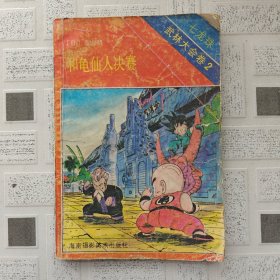 七龙珠
武林大会卷2
和龟仙人决赛
海南摄影美术出版社